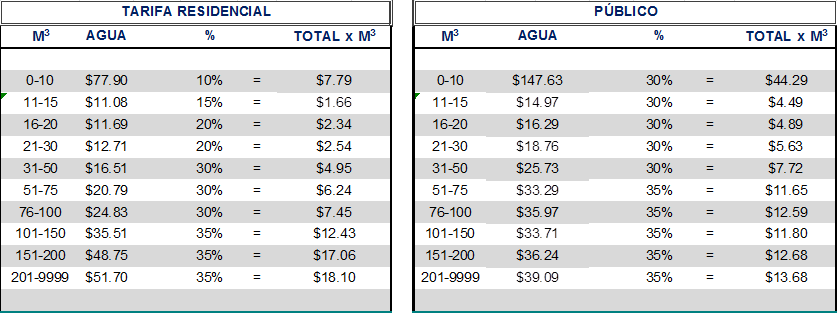 TARIFA RESIDENCIAL
M³ AGUA % TOTAL x M³
0-10 $77.90 10% = $7.79
11-15 $11.08 15% = $1.66
16-20 $11.69 20% = $2.34
21-30 $12.71 20% = $2.54
31-50 $16.51 30% = $4.95
51-75 $20.79 30% = $6.24
76-100 $24.83 30% = $7.45
101-150 $35.51 35% = $12.43
151-200 $48.75 35% = $17.06
201-9999 $51.70 35% = $18.10
PÚBLICO
M³ AGUA % TOTAL x M³
0-10 $147.63 30% = $44.29
11-15 $14.97 30% = $4.49
16-20 $16.29 30% = $4.89
21-30 $18.76 30% = $5.63
31-50 $25.73 30% = $7.72
51-75 $33.29 35% = $11.65
76-100 $35.97 35% = $12.59
101-150 $33.71 35% = $11.80
151-200 $36.24 35% = $12.68
201-9999 $39.09 35% = $13.68